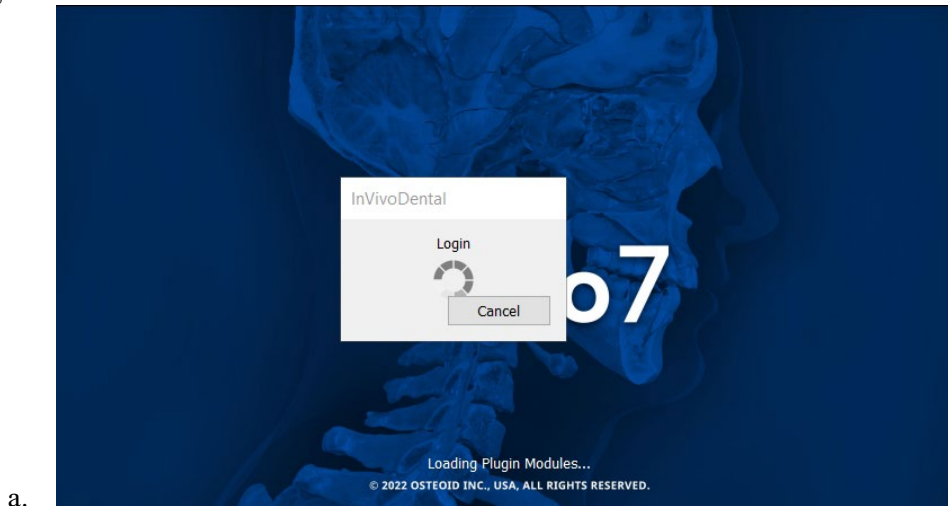 InVivoDental
Login
Cancel
o7
Loading Plugin Modules...
© 2022 OSTEOID INC., USA, ALL RIGHTS RESERVED.
a.